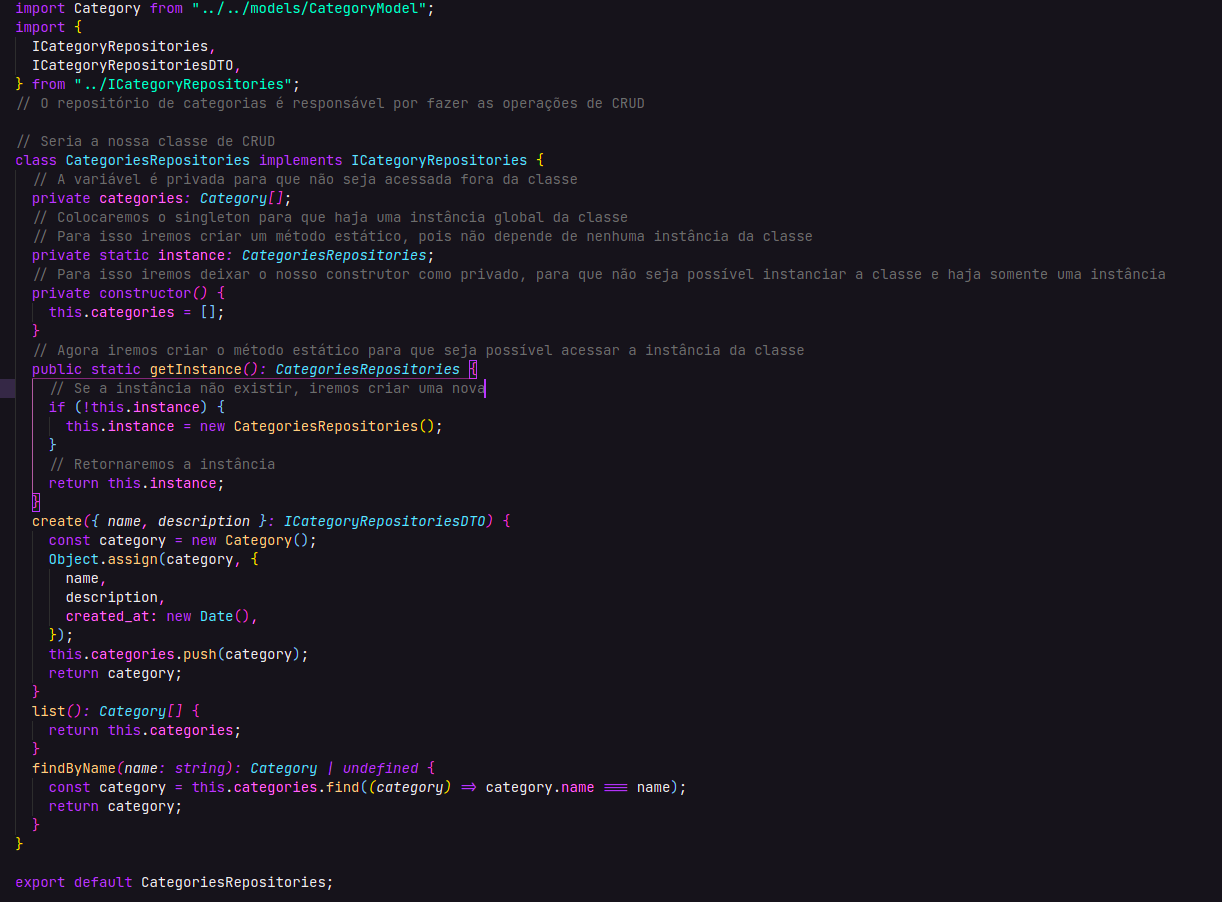 import Category from "../../models/CategoryModel";
import {
  ICategoryRepositories,
  ICategoryRepositoriesDTO,
} from "../ICategoryRepositories";
// O repositório de categorias é responsável por fazer as operações de CRUD

// Seria a nossa classe de CRUD
class CategoriesRepositories implements ICategoryRepositories {
  // A variável é privada para que não seja acessada fora da classe
  private categories: Category[];
  // Colocaremos o singleton para que haja uma instância global da classe
  // Para isso iremos criar um método estático, pois não depende de nenhuma instância da classe
  private static instance: CategoriesRepositories;
  // Para isso iremos deixar o nosso construtor como privado, para que não seja possível instanciar a classe e haja somente uma instância
  private constructor() {
    this.categories = [];
  }
  // Agora iremos criar o método estático para que seja possível acessar a instância da classe
  public static getInstance(): CategoriesRepositories {
    // Se a instância não existir, iremos criar uma nova
    if (!this.instance) {
      this.instance = new CategoriesRepositories();
    }
    // Retornaremos a instância
    return this.instance;
  }
  create({ name, description }: ICategoryRepositoriesDTO) {
    const category = new Category();
    Object.assign(category, {
      name,
      description,
      created_at: new Date(),
    });
    this.categories.push(category);
    return category;
  }
  list(): Category[] {
    return this.categories;
  }
  findByName(name: string): Category | undefined {
    const category = this.categories.find((category) => category.name === name);
    return category;
  }
}

export default CategoriesRepositories;